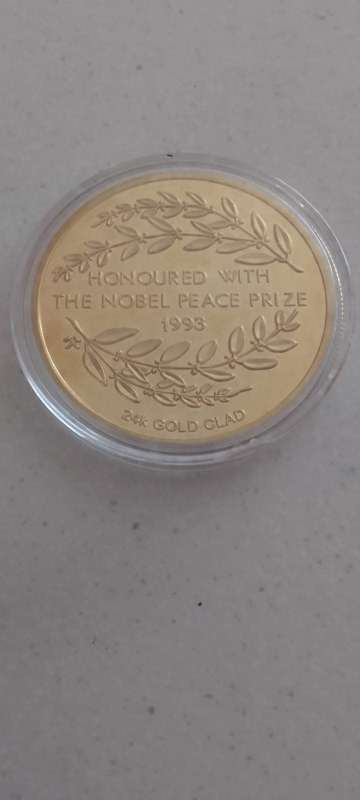 HONOURED WITH
THE NOBEL PEACE PRIZE
1993
24k GOLD CLAD